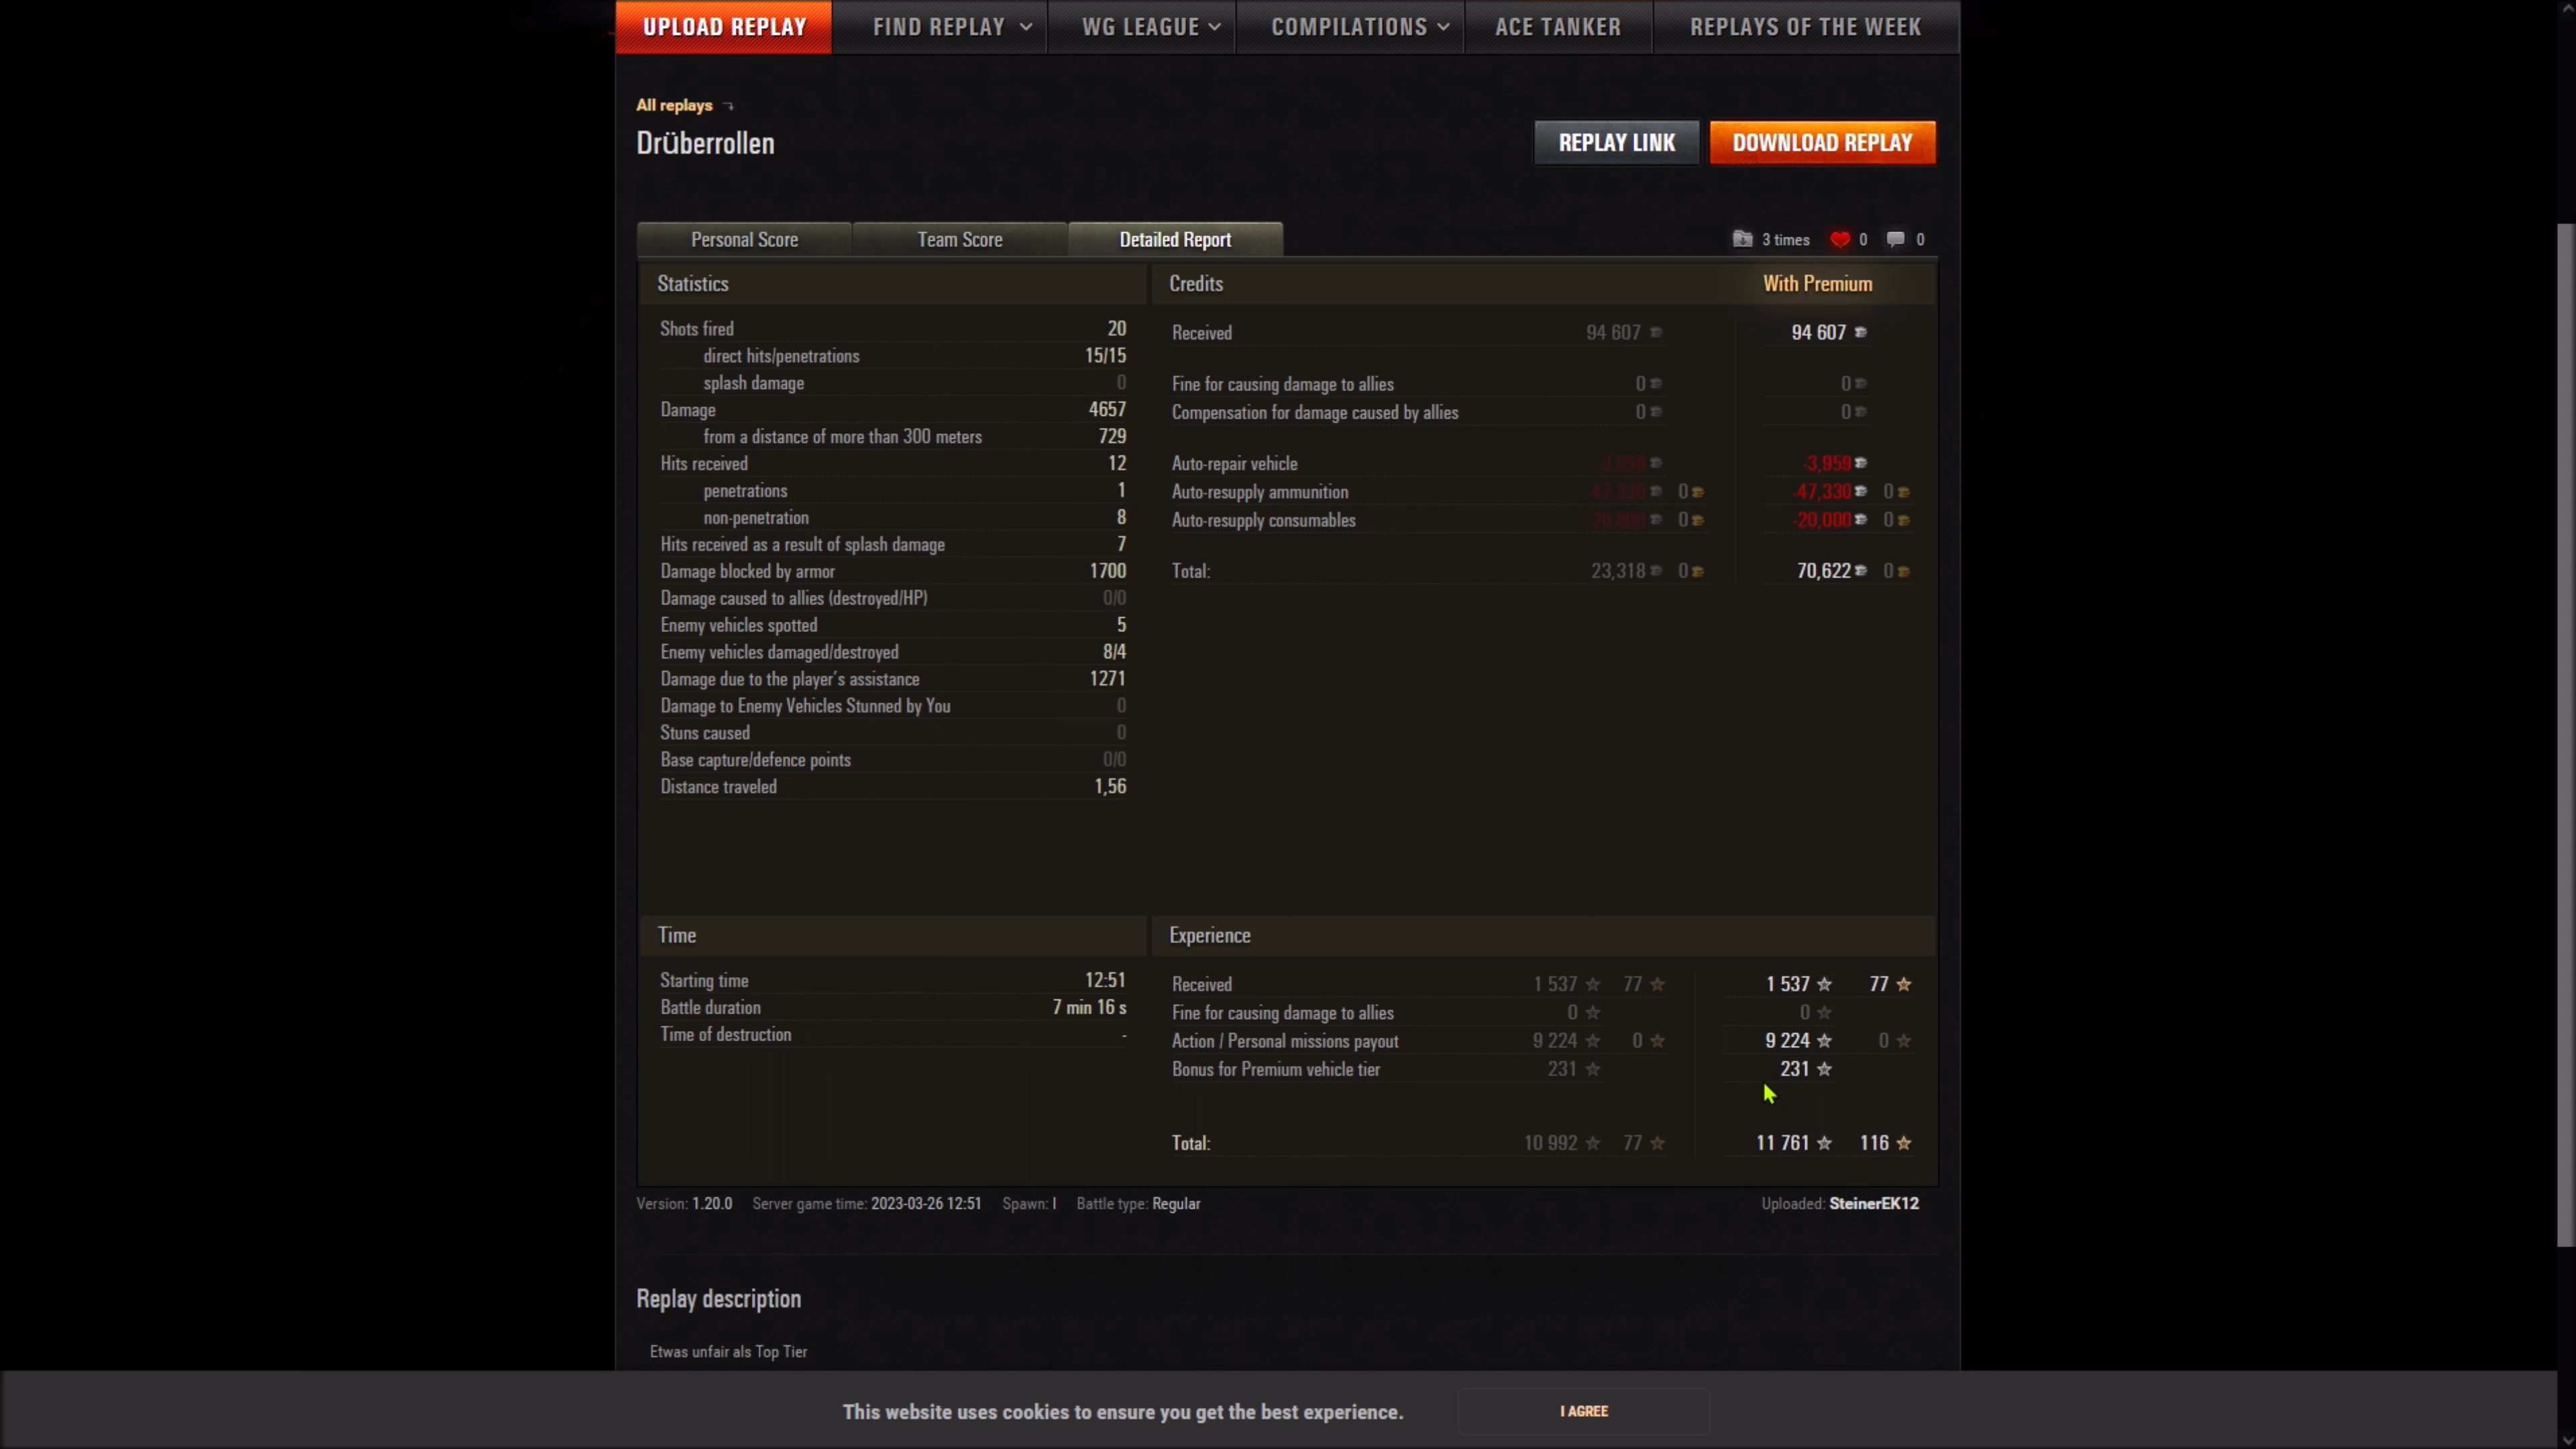 UPLOAD REPLAY FIND REPLAY WG LEAGUE COMPILATIONS ACE TANKER REPLAYS OF THE WEEK
All replays
Drüberrollen REPLAY LINK DOWNLOAD REPLAY
Personal Score Team Score Detailed Report 3 times 0 0
Statistics
Shots fired 20
direct hits/penetrations 15/15
splash damage 0
Damage 4657
from a distance of more than 300 meters 729
Hits received 12
penetrations 1
non-penetration 8
Hits received as a result of splash damage 7
Damage blocked by armor 1700
Damage caused to allies (destroyed/HP) 0/0
Enemy vehicles spotted 5
Enemy vehicles damaged/destroyed 8/4
Damage due to the player's assistance 1271
Damage to Enemy Vehicles Stunned by You 0
Stuns caused 0
Base capture/defence points 0/0
Distance traveled 1,56
Credits With Premium
Received 94 607 94 607
Fine for causing damage to allies 0 0
Compensation for damage caused by allies 0 0
Auto-repair vehicle -3,959 -3,959
Auto-resupply ammunition -47,330 0 -47,330 0
Auto-resupply consumables -20,000 0 -20,000 0
Total: 23,318 0 70,622 0
Time
Starting time 12:51
Battle duration 7 min 16 s
Time of destruction -
Experience
Received 1 537 77 1 537 77
Fine for causing damage to allies 0 0
Action / Personal missions payout 9 224 0 9 224 0
Bonus for Premium vehicle tier 231 231
Total: 10 992 77 11 761 116
Version: 1.20.0 Server game time: 2023-03-26 12:51 Spawn: I Battle type: Regular Uploaded: SteinerEK12
Replay description
Etwas unfair als Top Tier
This website uses cookies to ensure you get the best experience. I AGREE